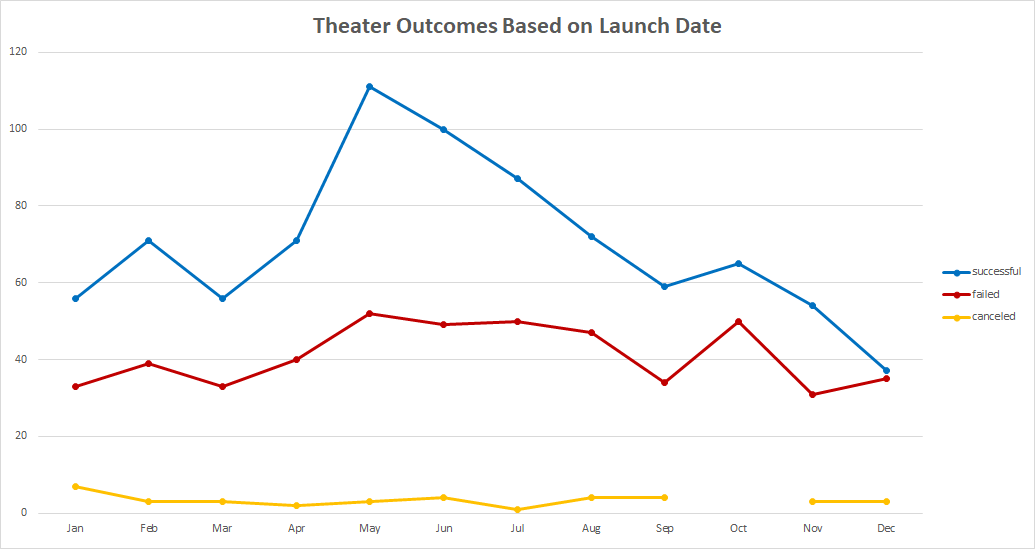 Theater Outcomes Based on Launch Date
120
100
80
60
40
20
0
Jan Feb Mar Apr May Jun Jul Aug Sep Oct Nov Dec
successful
failed
canceled